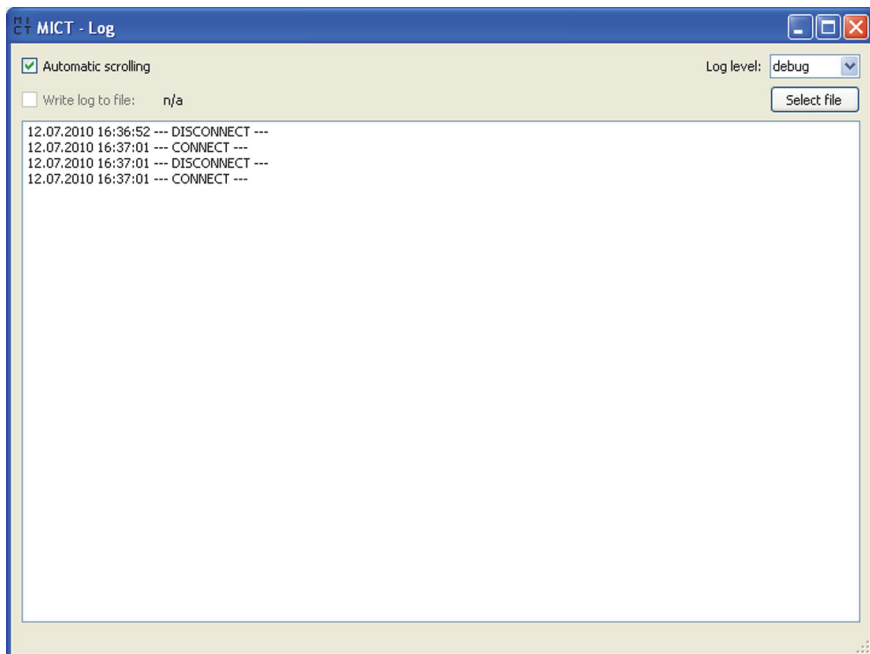 MICT MICT - Log
Automatic scrolling Log level: debug
Write log to file: n/a Select file
12.07.2010 16:36:52 --- DISCONNECT ---
12.07.2010 16:37:01 --- CONNECT ---
12.07.2010 16:37:01 --- DISCONNECT ---
12.07.2010 16:37:01 --- CONNECT ---